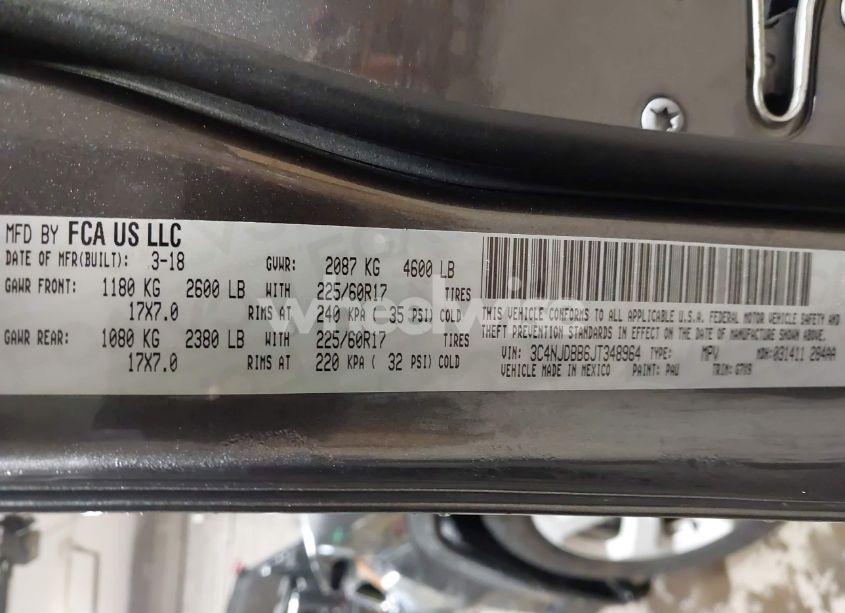 MFD BY FCA US LLC
DATE OF MFR(BUILT): 3-18 GVWR: 2087 KG 4600 LB
GAWR FRONT: 1180 KG 2600 LB WITH 225/60R17 TIRES
17X7.0 RIMS AT 240 KPA ( 35 PSI) COLD
GAWR REAR: 1080 KG 2380 LB WITH 225/60R17 TIRES
17X7.0 RIMS AT 220 KPA ( 32 PSI) COLD
THIS VEHICLE CONFORMS TO ALL APPLICABLE U.S.A. FEDERAL MOTOR VEHICLE SAFETY AND
THEFT PREVENTION STANDARDS IN EFFECT ON THE DATE OF MANUFACTURE SHOWN ABOVE
VIN: 3C4NJDBB6JT348964 TYPE: MPV MDH: 031411 284AA
VEHICLE MADE IN MEXICO PAINT: PAU TRIM: